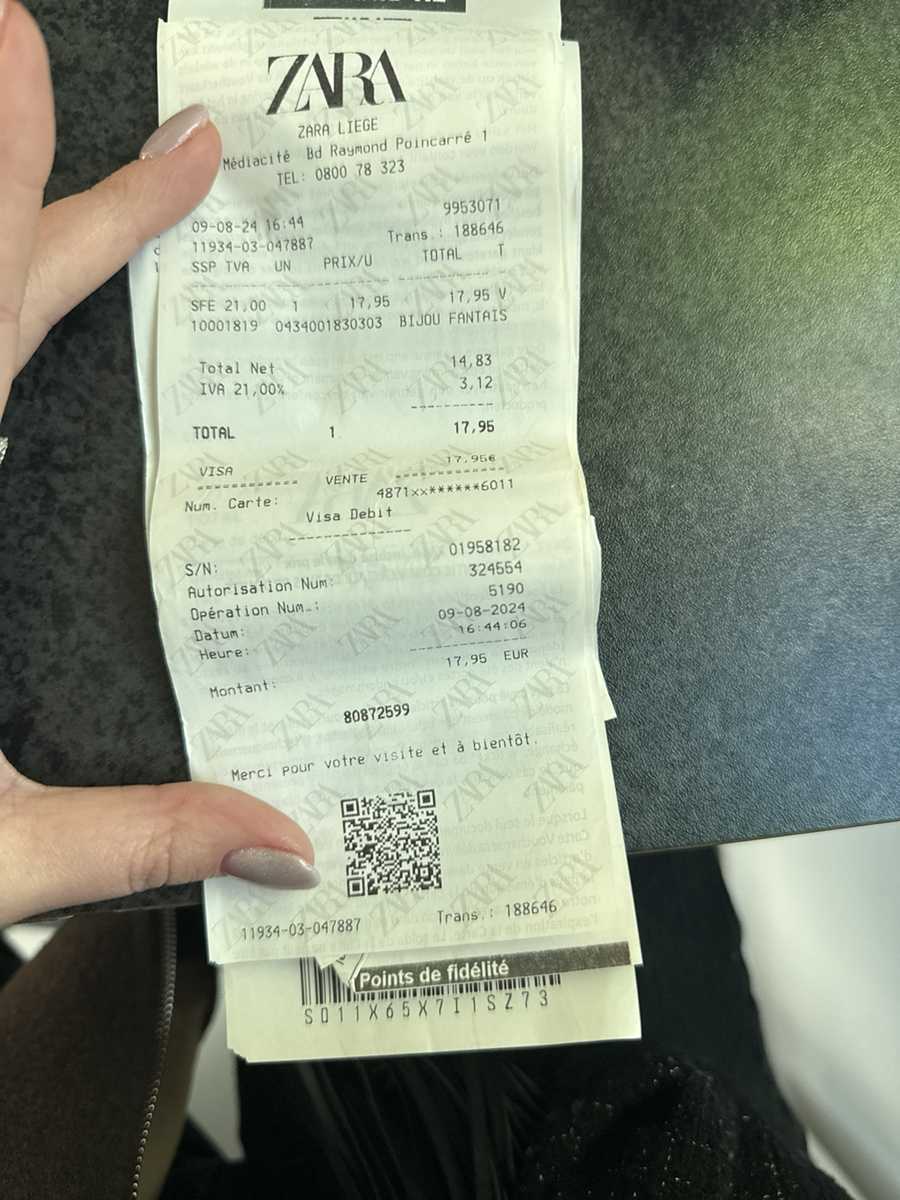 ZARA
ZARA LIEGE
Médiacité Bd Raymond Poincarré 1
TEL: 0800 78 323
9953071
09-08-24 16:44
11934-03-047887 Trans.: 188646
SSP TVA UN PRIX/U TOTAL T
SFE 21,00 1 17,95 17,95 V
10001819 0434001830303 BIJOU FANTAIS
Total Net 14,83
IVA 21,00% 3,12
TOTAL 1 17,95
VISA 17,95€
VENTE
Num. Carte: 4871xx******6011
Visa Debit
S/N: 01958182
Autorisation Num: 324554
Opération Num.: 5190
Datum: 09-08-2024
Heure: 16:44:06
Montant: 17,95 EUR
80872599
Merci pour votre visite et à bientôt.
11934-03-047887 Trans.: 188646
Points de fidélité
S011X65X7I1SZ73